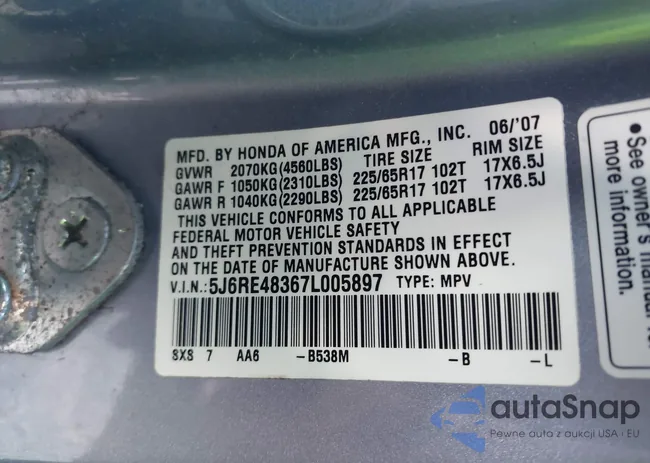 MFD. BY HONDA OF AMERICA MFG., INC. 06/'07
GVWR 2070KG(4560LBS) TIRE SIZE RIM SIZE
GAWR F 1050KG(2310LBS) 225/65R17 102T 17X6.5J
GAWR R 1040KG(2290LBS) 225/65R17 102T 17X6.5J
THIS VEHICLE CONFORMS TO ALL APPLICABLE
FEDERAL MOTOR VEHICLE SAFETY
AND THEFT PREVENTION STANDARDS IN EFFECT
ON THE DATE OF MANUFACTURE SHOWN ABOVE.
V.I.N.: 5J6RE48367L005897 TYPE: MPV
SXS 7 AA6 -B538M -B -L
• See owner's
more information.
autaSnap
Pewne auta z aukcji USA i EU